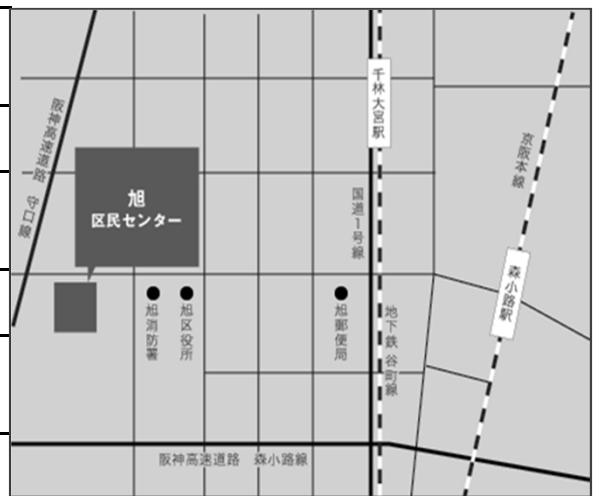 阪神高速道路 守口線
旭
区民センター
千林大宮駅
国道1号線
京阪本線
森小路駅
旭消防署
旭区役所
旭郵便局
地下鉄 谷町線
阪神高速道路 森小路線